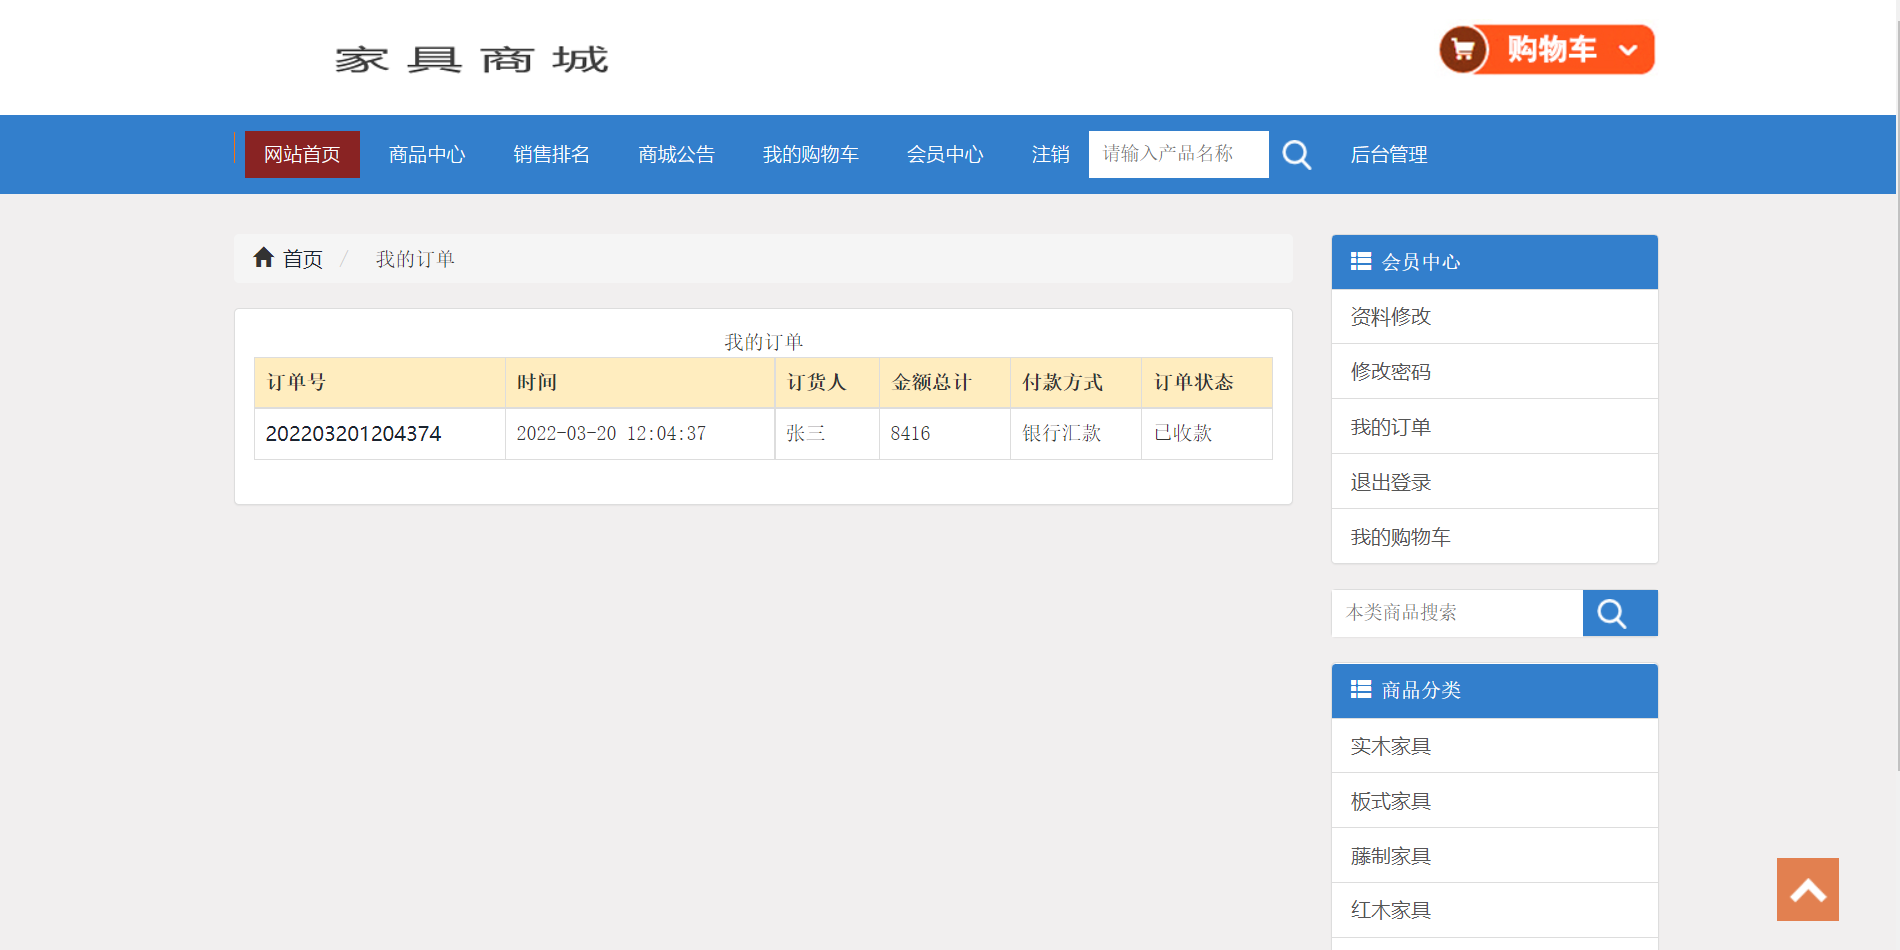 家具商城
购物车
网站首页 商品中心 销售排名 商城公告 我的购物车 会员中心 注销 请输入产品名称 后台管理
首页 / 我的订单
我的订单
订单号 时间 订货人 金额总计 付款方式 订单状态
202203201204374 2022-03-20 12:04:37 张三 8416 银行汇款 已收款
会员中心
资料修改
修改密码
我的订单
退出登录
我的购物车
本类商品搜索
商品分类
实木家具
板式家具
藤制家具
红木家具